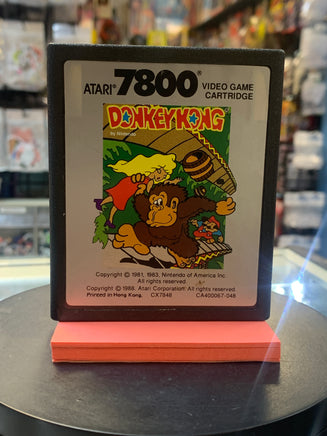 ATARI® 7800® VIDEO GAME CARTRIDGE
DONKEY KONG
by Nintendo
Copyright © 1981, 1983, Nintendo of America Inc.
All rights reserved.
Copyright © 1988, Atari Corporation. All rights reserved.
Printed in Hong Kong. CX7848 CA400067-048